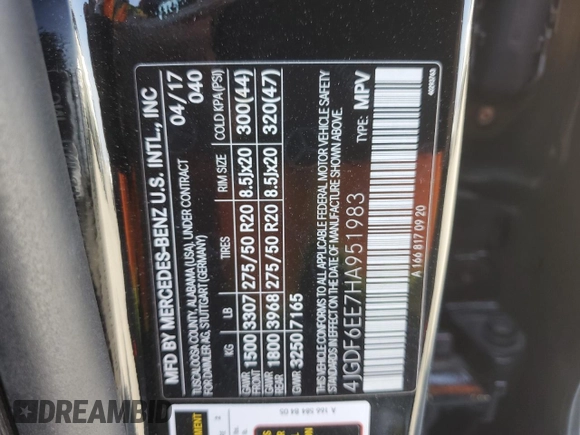 MFD BY MERCEDES-BENZ U.S. INTL., INC
TUSCALOOSA COUNTY, ALABAMA (USA), UNDER CONTRACT
FOR DAIMLER AG, STUTTGART (GERMANY)
04/17
040
KG LB TIRES RIM SIZE COLD KPA(PSI)
GAWR FRONT 1500 3307 275/50 R20 8.5Jx20 300(44)
GAWR REAR 1800 3968 275/50 R20 8.5Jx20 320(47)
GVWR 3250 7165
THIS VEHICLE CONFORMS TO ALL APPLICABLE FEDERAL MOTOR VEHICLE SAFETY
STANDARDS IN EFFECT ON THE DATE OF MANUFACTURE SHOWN ABOVE.
4JGDF6EE7HA951983 TYPE: MPV
A 166 817 09 20
DREAMBID